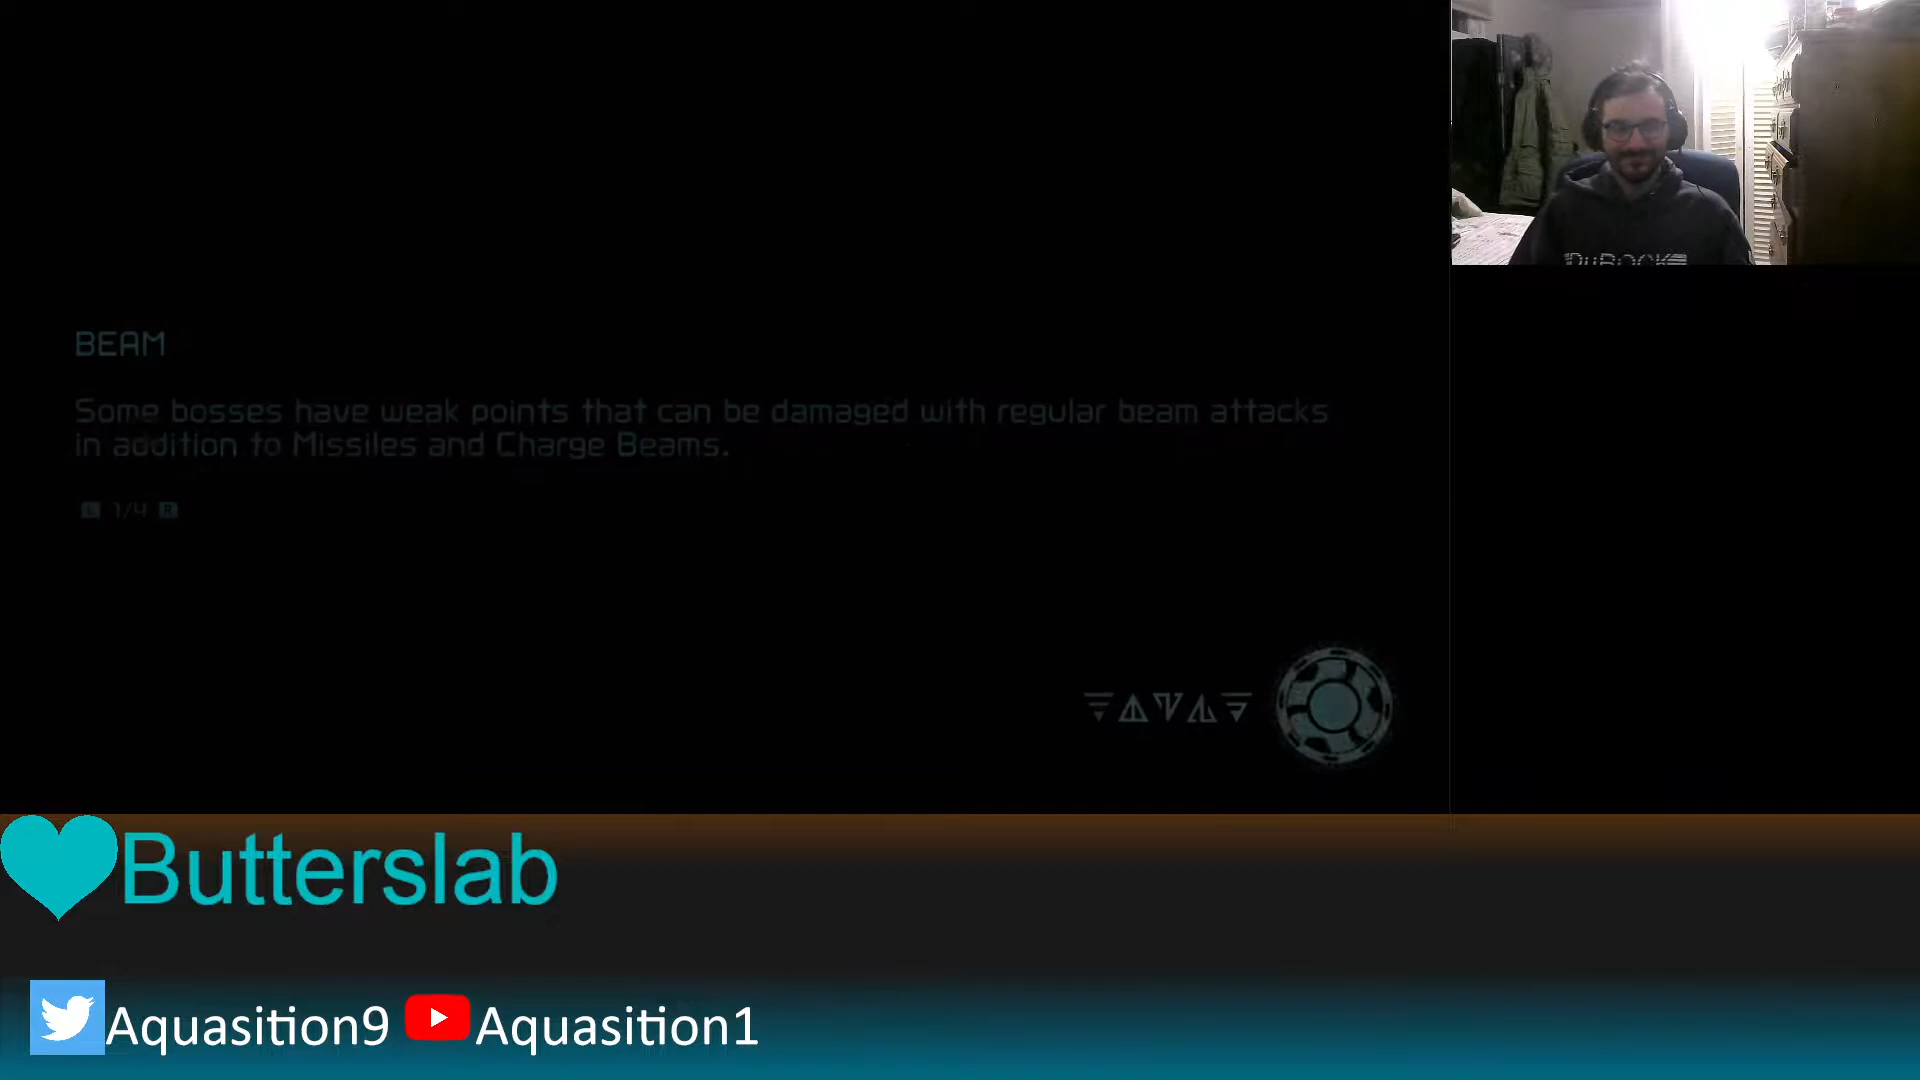 BEAM
Some bosses have weak points that can be damaged with regular beam attacks
in addition to Missiles and Charge Beams.
L 1/4 R
Butterslab
Aquasition9 Aquasition1